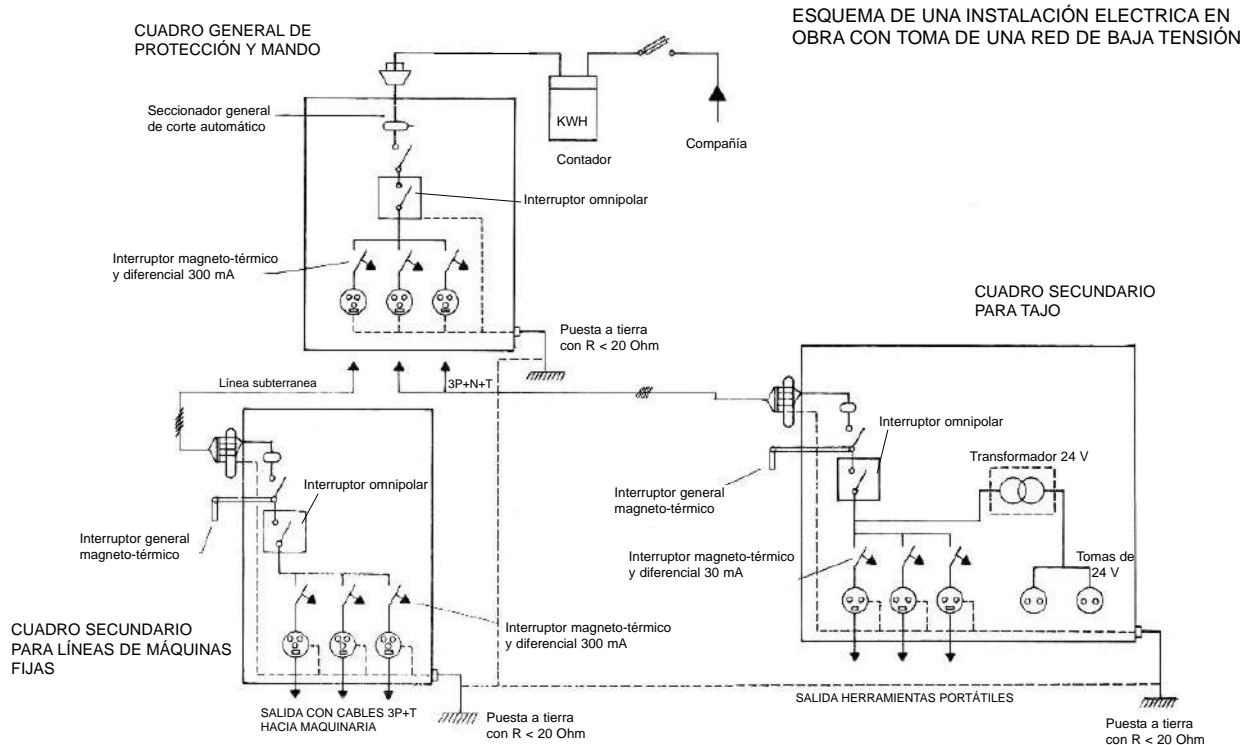 ESQUEMA DE UNA INSTALACIÓN ELECTRICA EN
OBRA CON TOMA DE UNA RED DE BAJA TENSIÓN
CUADRO GENERAL DE
PROTECCIÓN Y MANDO
Seccionador general
de corte automático
KWH
Contador
Compañía
Interruptor omnipolar
Interruptor magneto-térmico
y diferencial 300 mA
Puesta a tierra
con R < 20 Ohm
CUADRO SECUNDARIO
PARA TAJO
Línea subterranea
3P+N+T
Interruptor omnipolar
Transformador 24 V
Interruptor omnipolar
Interruptor general
magneto-térmico
Interruptor general
magneto-térmico
Interruptor magneto-térmico
y diferencial 30 mA
Tomas de
24 V
CUADRO SECUNDARIO
PARA LÍNEAS DE MÁQUINAS
FIJAS
Interruptor magneto-térmico
y diferencial 300 mA
SALIDA CON CABLES 3P+T
HACIA MAQUINARIA
Puesta a tierra
con R < 20 Ohm
SALIDA HERRAMIENTAS PORTÁTILES
Puesta a tierra
con R < 20 Ohm